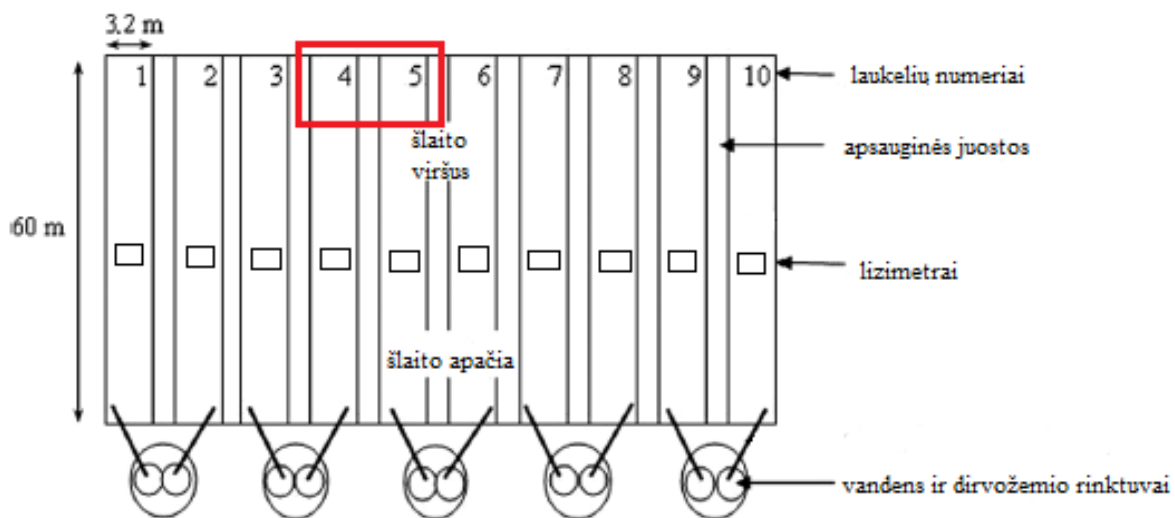 3.2 m
1 2 3 4 5 6 7 8 9 10
laukelių numeriai
šlaito
viršus
apsauginės juostos
60 m
lizimetrai
šlaito apačia
vandens ir dirvožemio rinktuvai